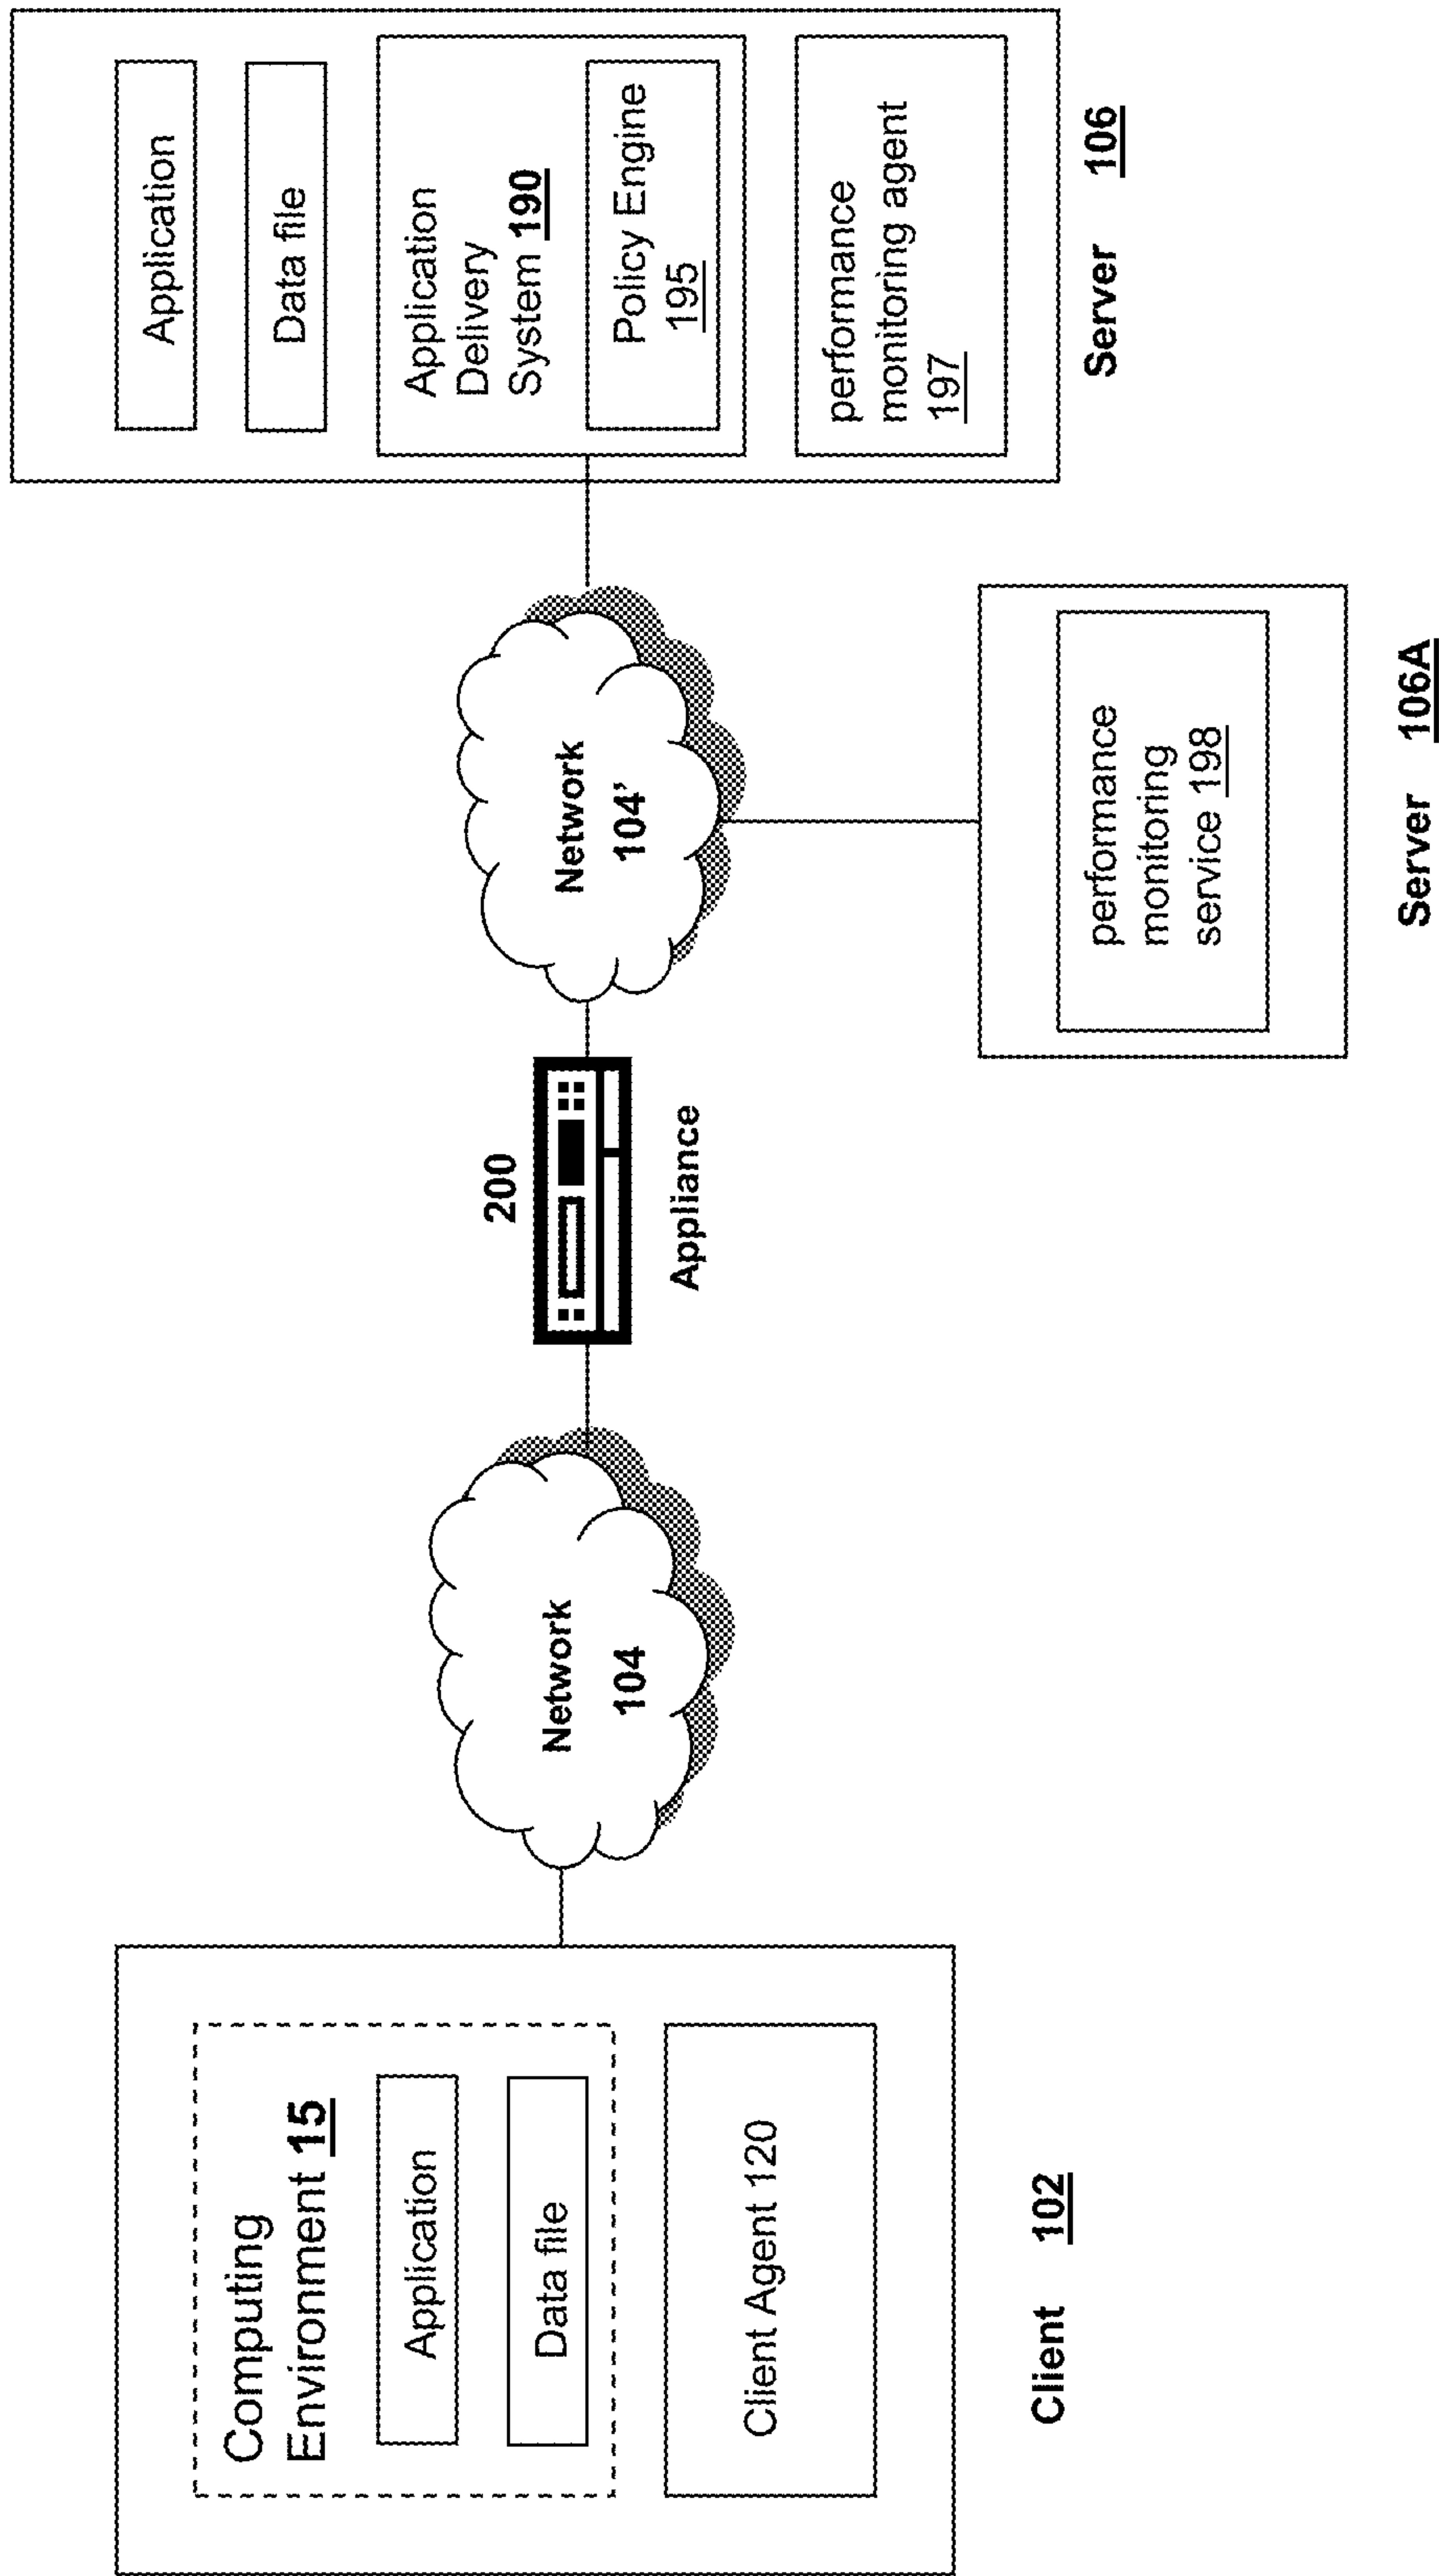 Computing
Environment 15
Application
Data file
Client Agent 120
Client 102
Network
104
200
Appliance
Network
104’
performance
monitoring
service 198
Server 106A
Application
Data file
Application
Delivery
System 190
Policy Engine
195
performance
monitoring agent
197
Server 106